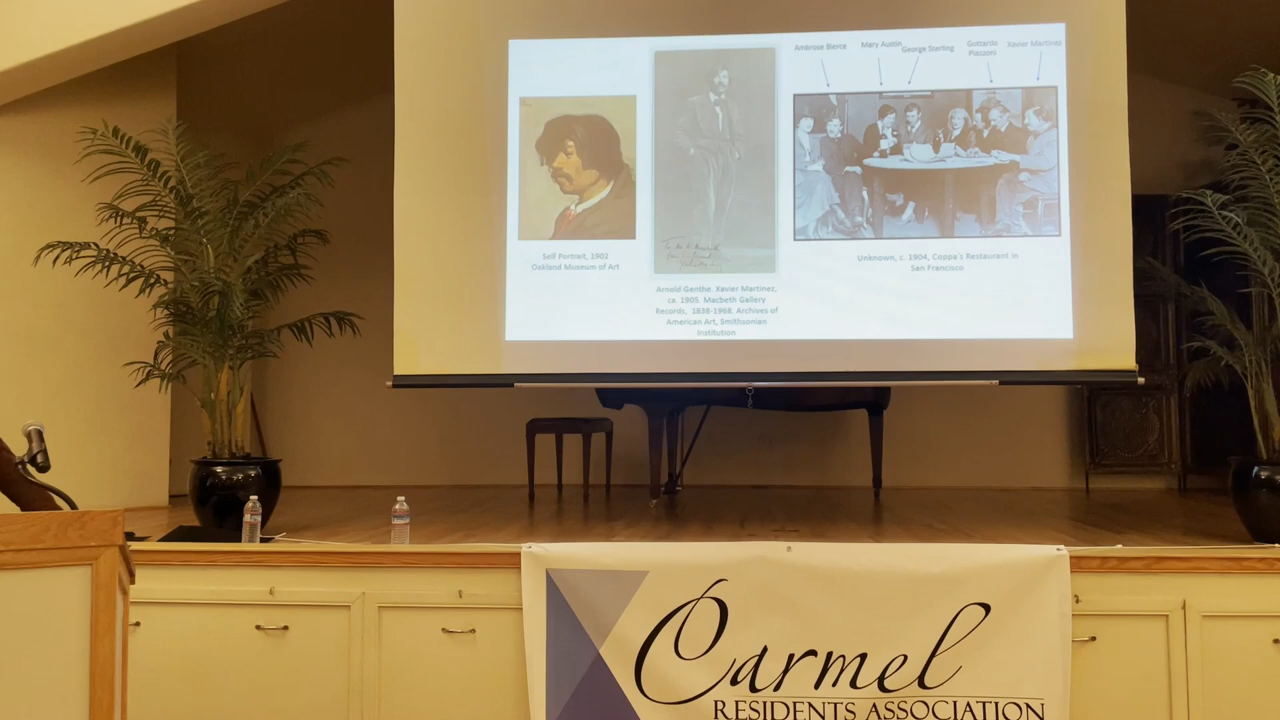 Ambrose Bierce
Mary Austin
George Sterling
Gottardo
Piazzoni
Xavier Martinez
Self Portrait, 1902
Oakland Museum of Art
Arnold Genthe. Xavier Martinez,
ca. 1905. Macbeth Gallery
Records, 1838-1968. Archives of
American Art, Smithsonian
Institution
Unknown, c. 1904, Coppa's Restaurant in
San Francisco
Carmel
RESIDENTS ASSOCIATION